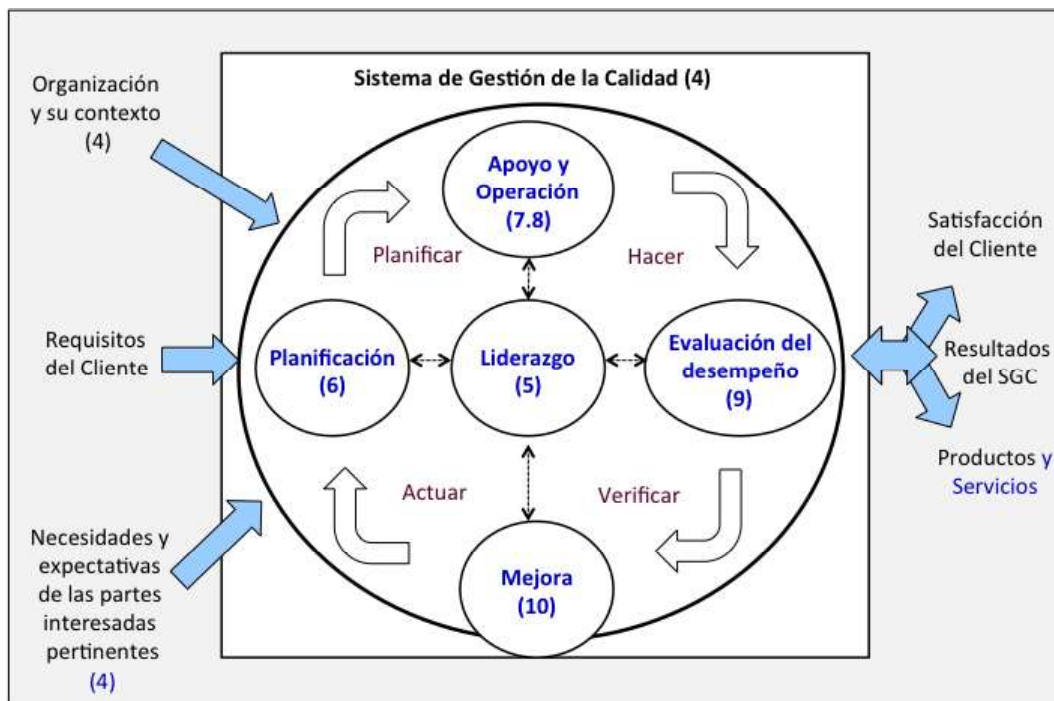 Sistema de Gestión de la Calidad (4)
Organización
y su contexto
(4)
Requisitos
del Cliente
Necesidades y
expectativas
de las partes
interesadas
pertinentes
(4)
Apoyo y
Operación
(7.8)
Planificar
Hacer
Planificación
(6)
Liderazgo
(5)
Evaluación del
desempeño
(9)
Actuar
Verificar
Mejora
(10)
Satisfacción
del Cliente
Resultados
del SGC
Productos y
Servicios